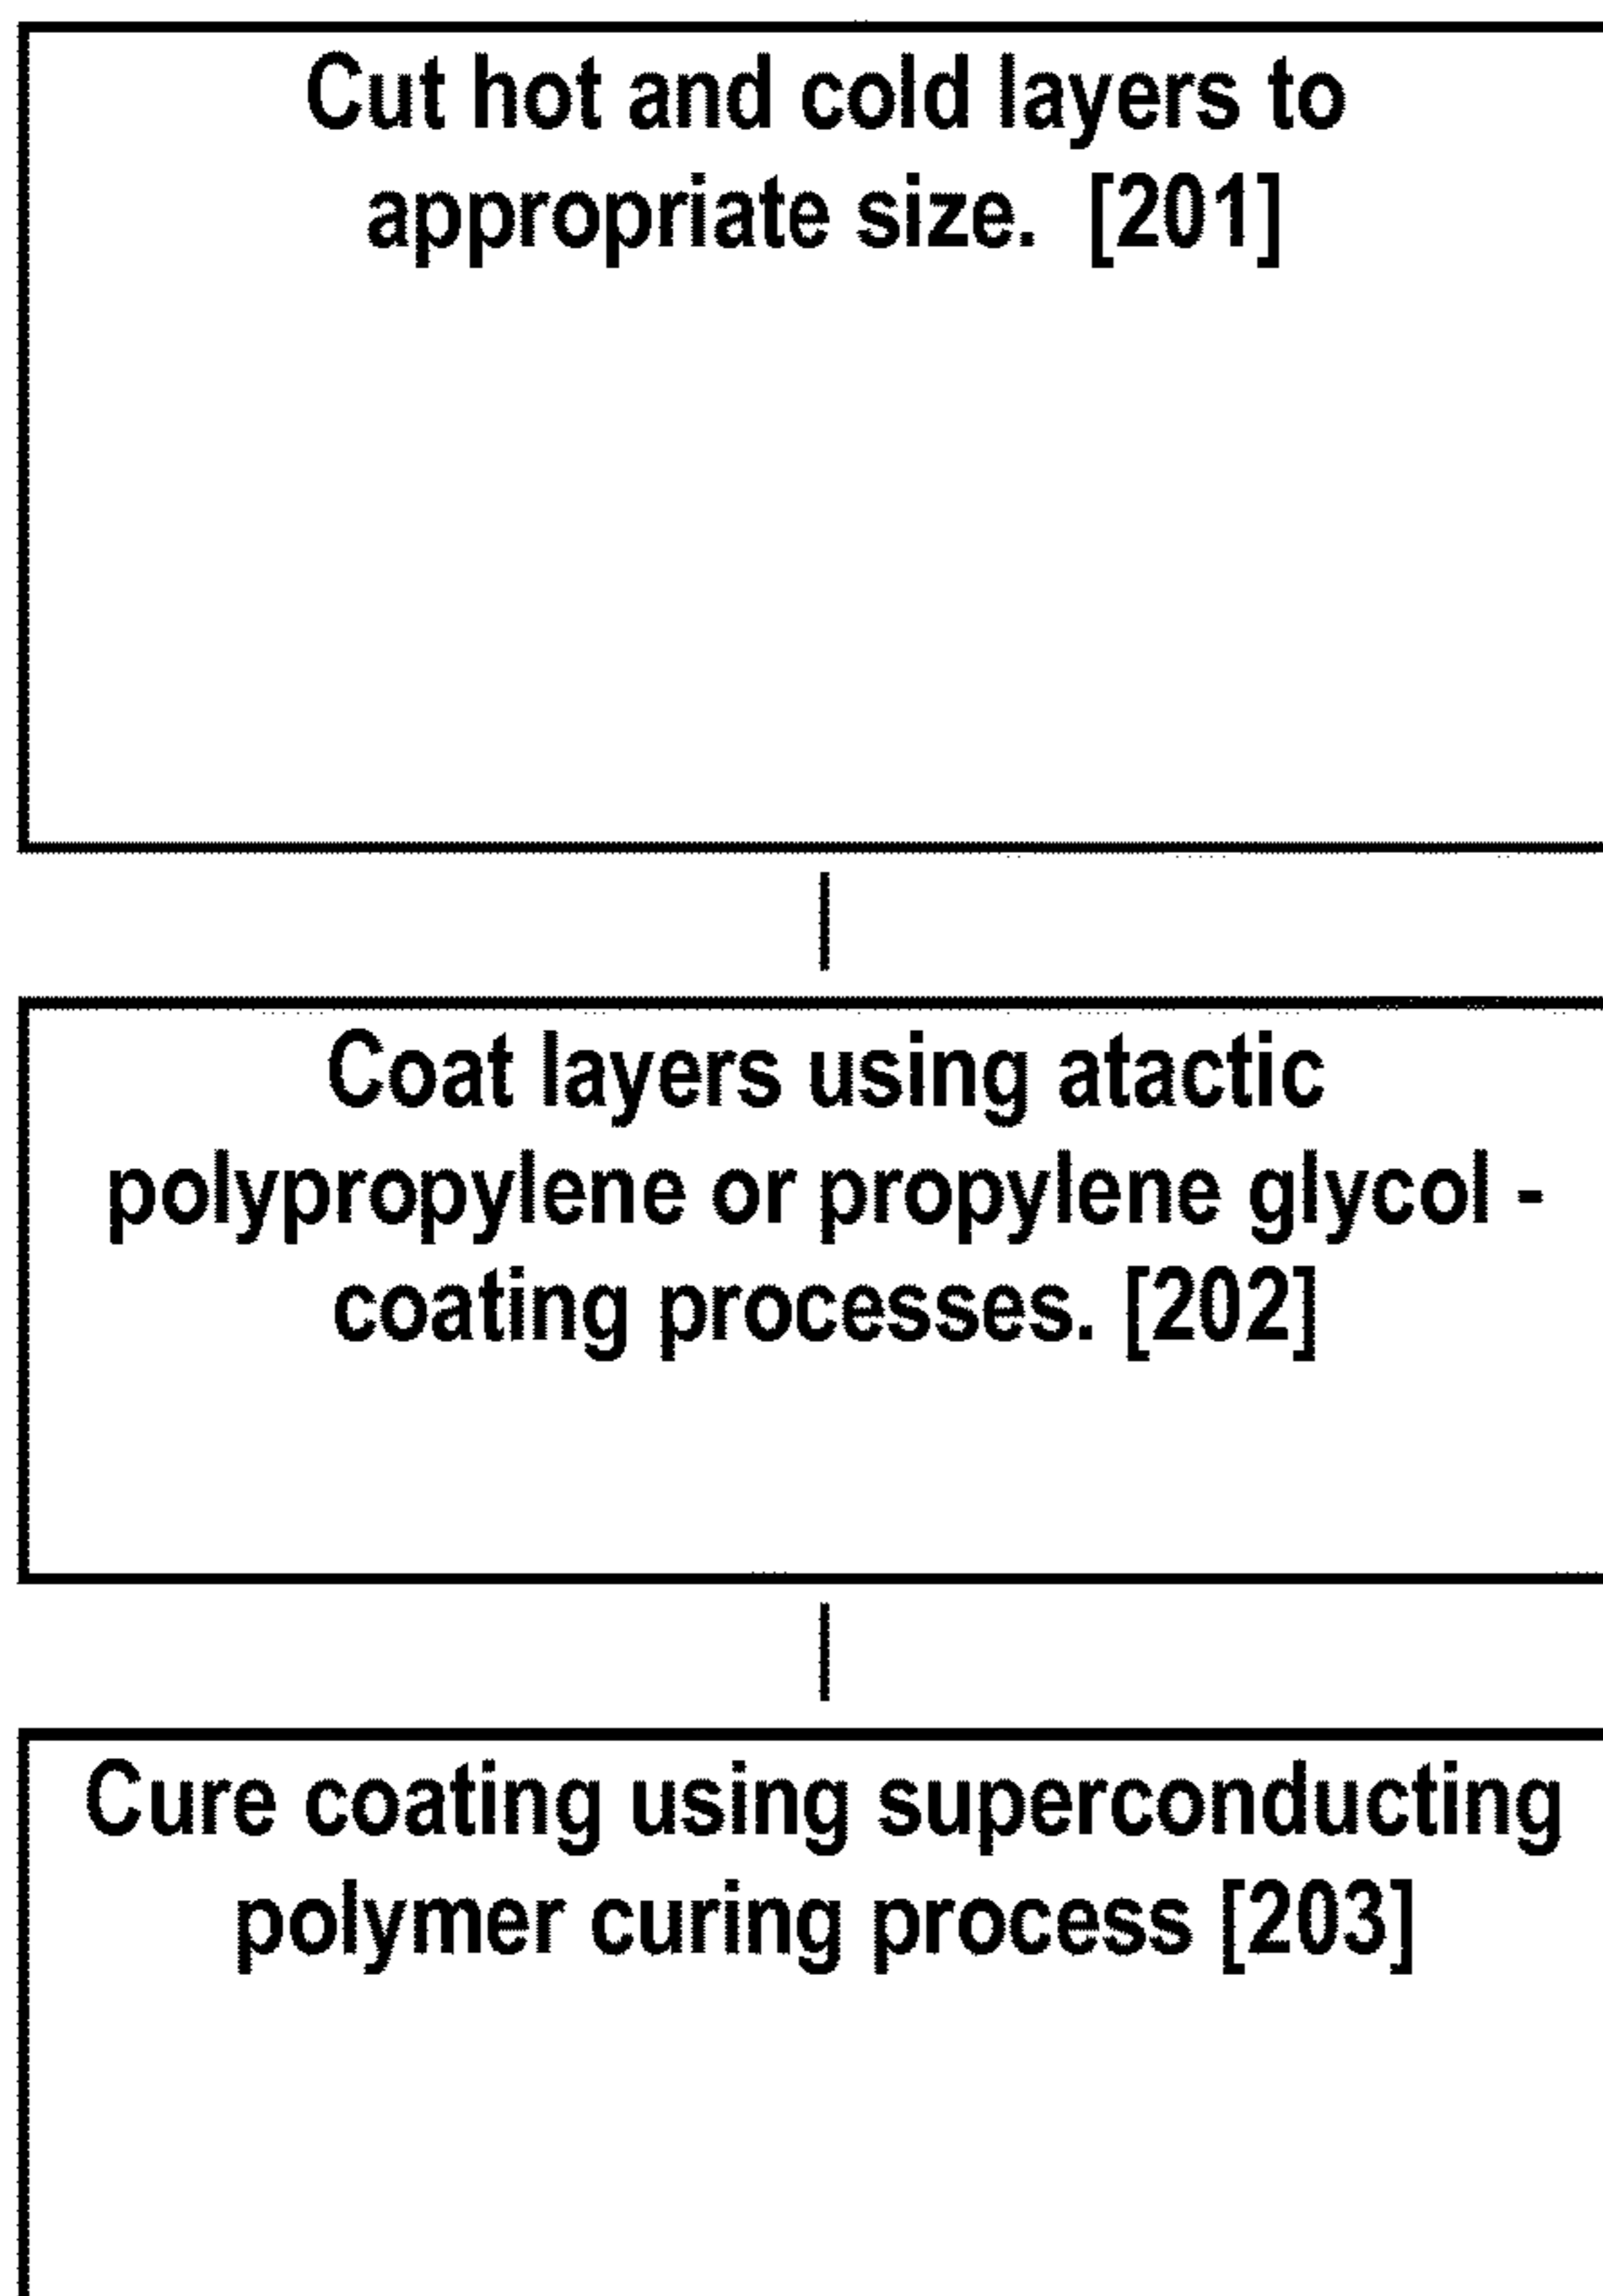 Cut hot and cold layers to
appropriate size.  [201]
Coat layers using atactic
polypropylene or propylene glycol -
coating processes. [202]
Cure coating using superconducting
polymer curing process [203]